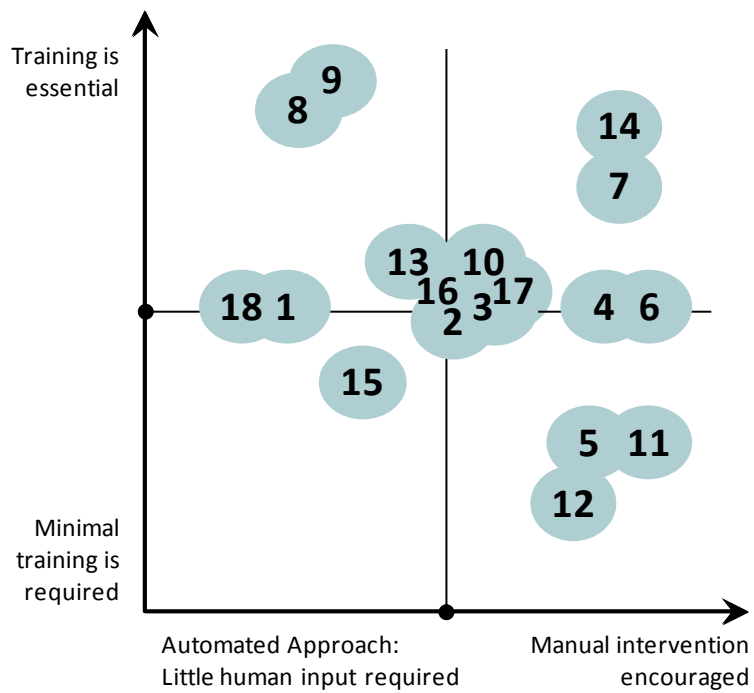 Training is
essential
9
8
14
7
13
10
16
17
18
1
3
2
4
6
15
5
11
12
Minimal
training is
required
Automated Approach:
Little human input required
Manual intervention
encouraged